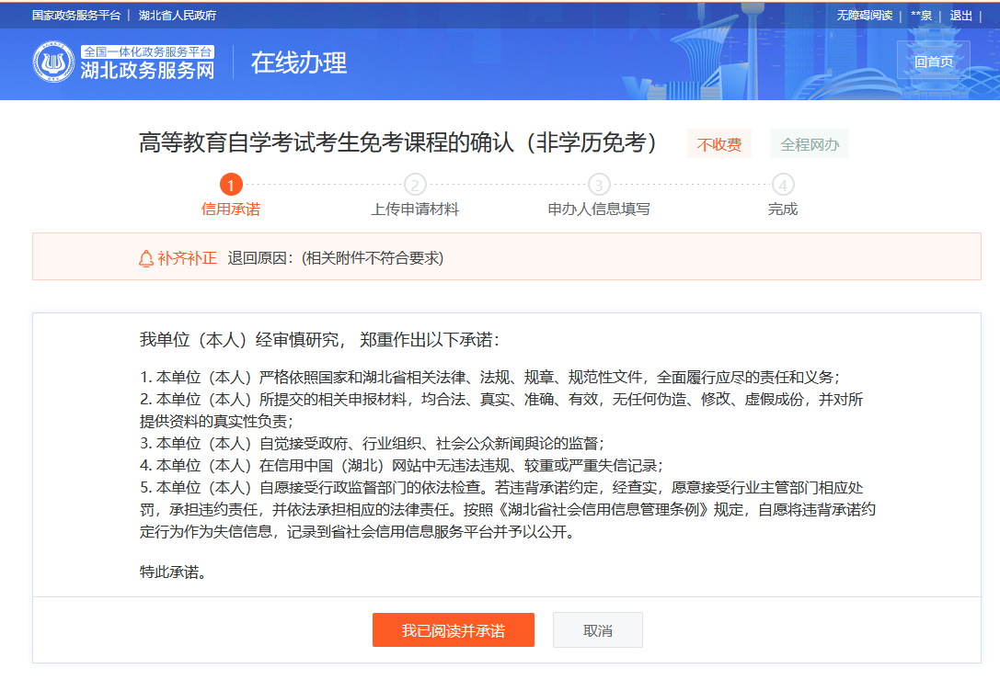 国家政务服务平台 | 湖北省人民政府
无障碍阅读 | **泉 | 退出 |
全国一体化政务服务平台
湖北政务服务网
在线办理
回首页
高等教育自学考试考生免考课程的确认（非学历免考） 不收费 全程网办
1 2 3 4
信用承诺 上传申请材料 申办人信息填写 完成
补齐补正 退回原因：(相关附件不符合要求)
我单位（本人）经审慎研究， 郑重作出以下承诺：
1. 本单位（本人）严格依照国家和湖北省相关法律、法规、规章、规范性文件，全面履行应尽的责任和义务；
2. 本单位（本人）所提交的相关申报材料，均合法、真实、准确、有效，无任何伪造、修改、虚假成份，并对所
提供资料的真实性负责；
3. 本单位（本人）自觉接受政府、行业组织、社会公众新闻舆论的监督；
4. 本单位（本人）在信用中国（湖北）网站中无违法违规、较重或严重失信记录；
5. 本单位（本人）自愿接受行政监督部门的依法检查。若违背承诺约定，经查实，愿意接受行业主管部门相应处
罚，承担违约责任，并依法承担相应的法律责任。按照《湖北省社会信用信息管理条例》规定，自愿将违背承诺约
定行为作为失信信息，记录到省社会信用信息服务平台并予以公开。
特此承诺。
我已阅读并承诺 取消